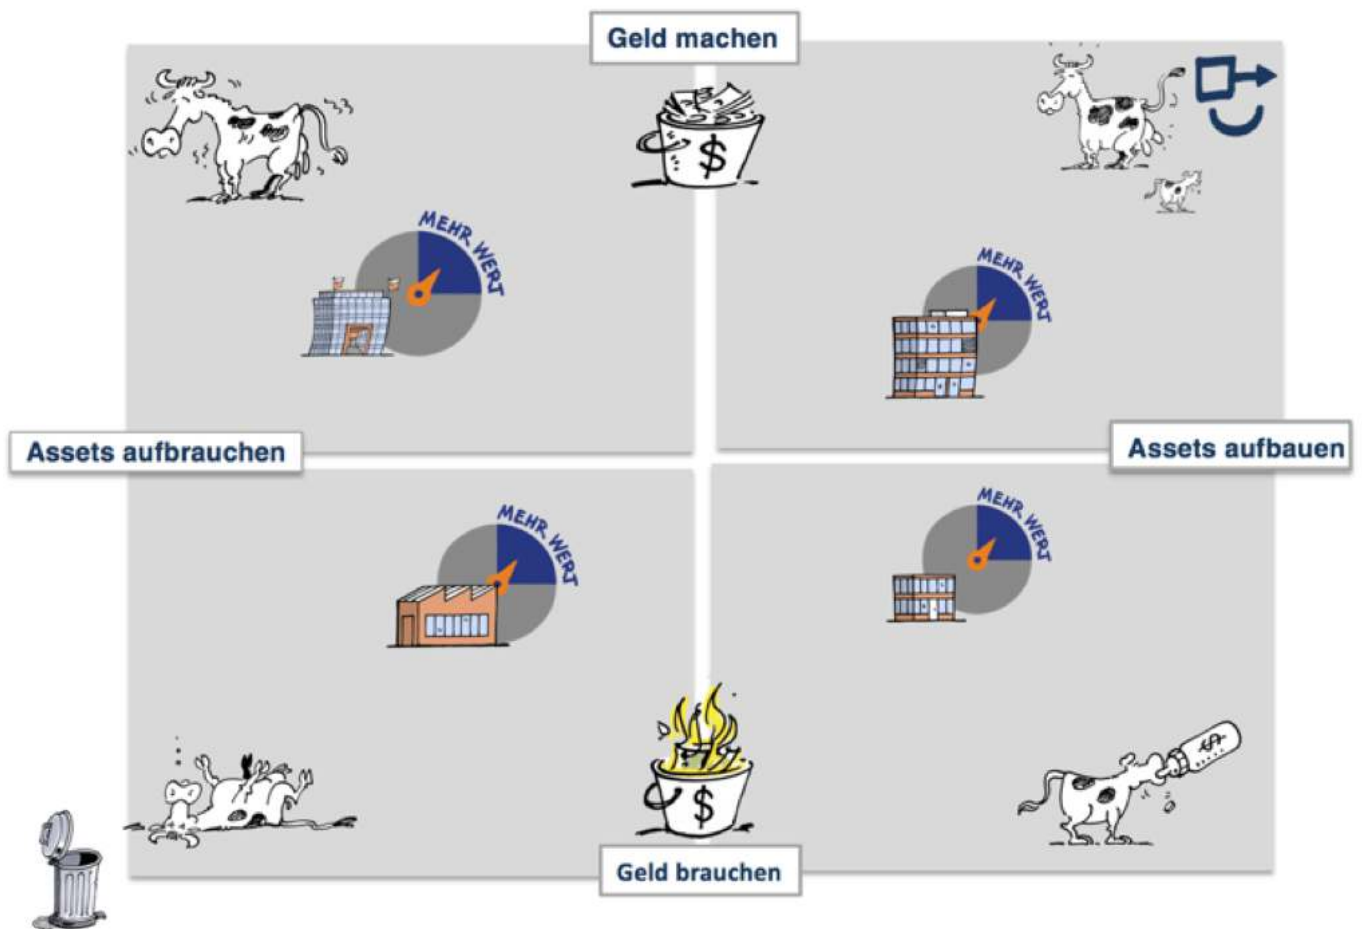 Geld machen
$
MEHR WERT
MEHR WERT
Assets aufbrauchen
Assets aufbauen
MEHR WERT
MEHR WERT
$
$
Geld brauchen